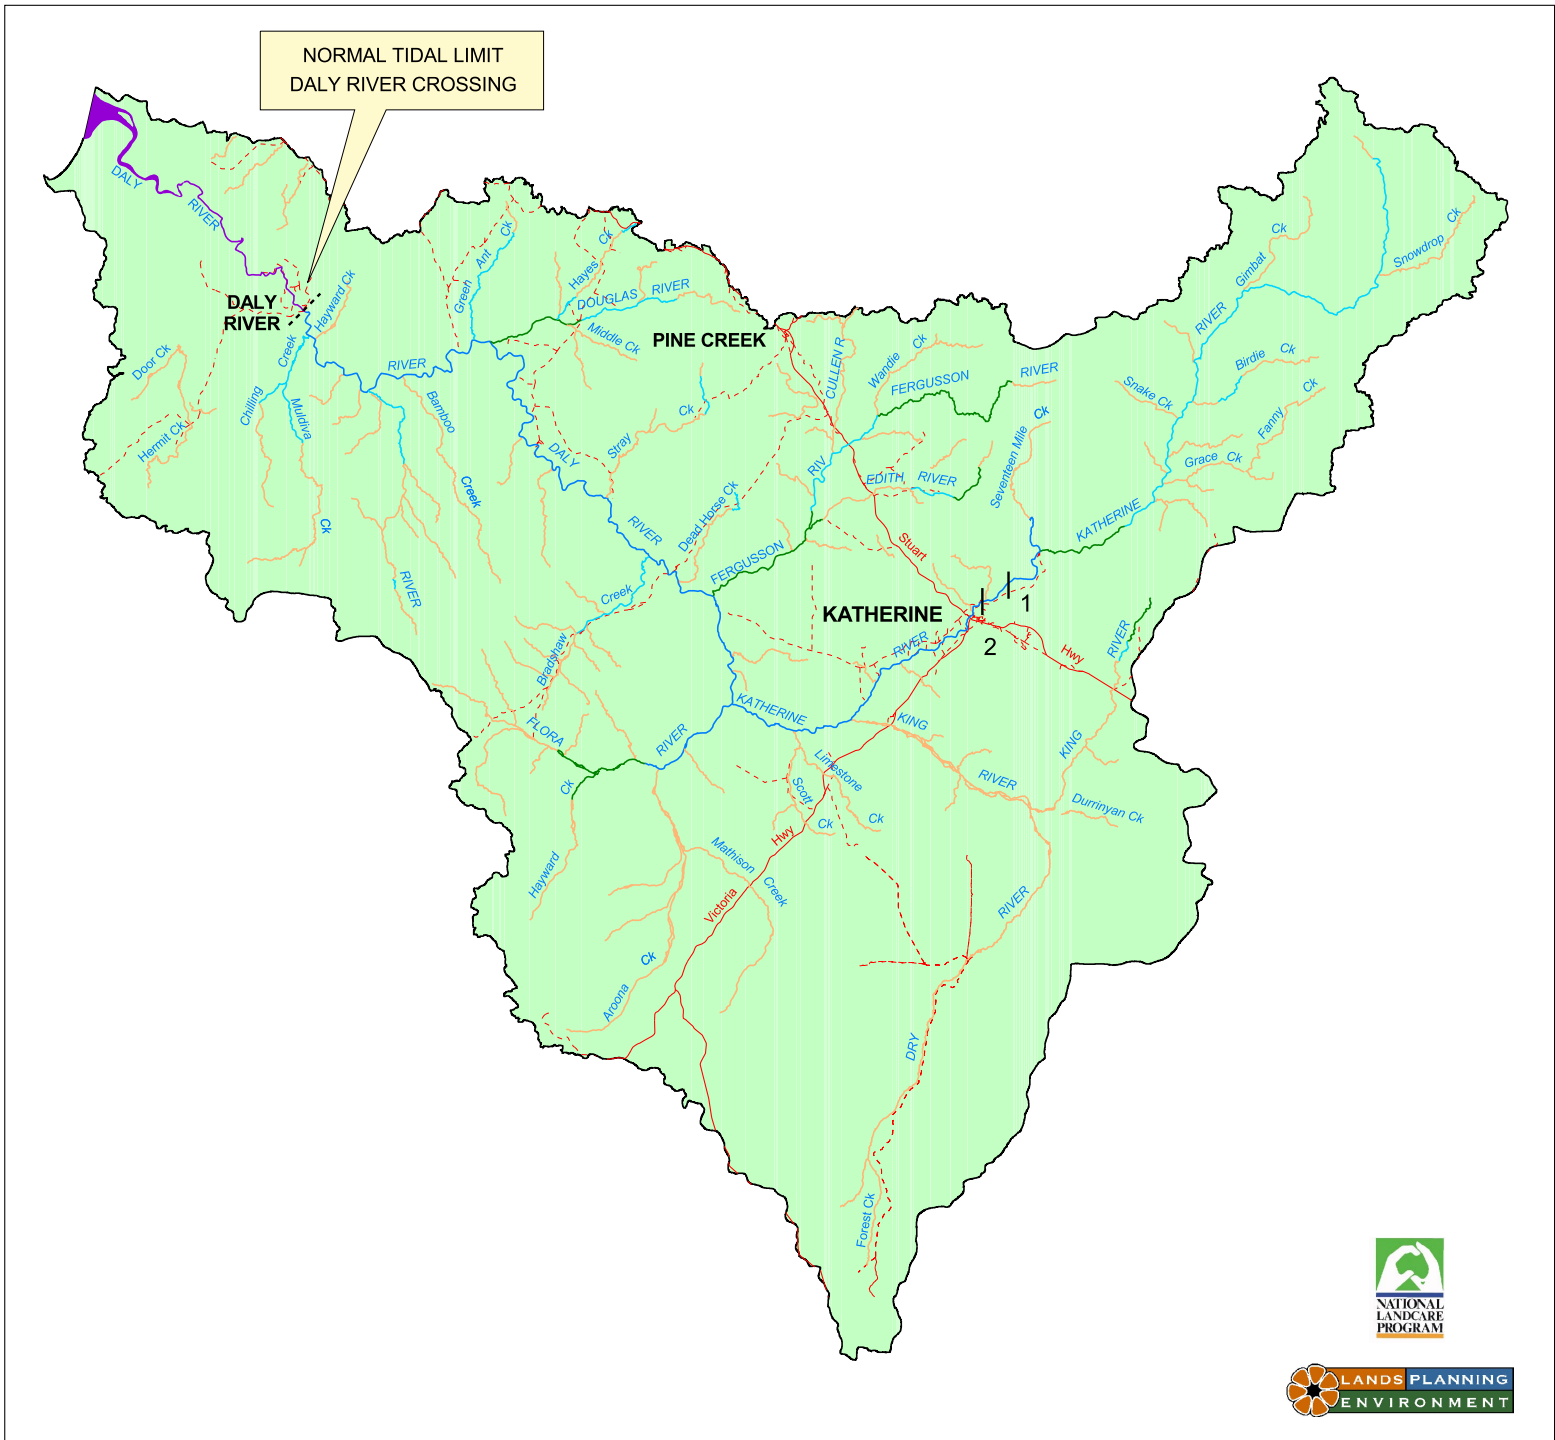 NORMAL TIDAL LIMIT
DALY RIVER CROSSING
DALY
RIVER
DALY
RIVER
Hayward Ck
Green Ant Ck
Hayes Ck
DOUGLAS RIVER
Middle Ck
PINE CREEK
CULLEN R
Wandie Ck
FERGUSSON RIVER
Gimbat Ck
Snowdrop Ck
RIVER
Birdie Ck
Snake Ck
Fanny Ck
Grace Ck
KATHERINE
Seventeen Mile Ck
EDITH RIVER
RIV
FERGUSSON
Stuart
Door Ck
Hermit Ck
Chilling Creek
Muldiva
Ck
RIVER
Bamboo
Creek
RIVER
DALY
RIVER
Stray Ck
Dead Horse Ck
Bradshaw Creek
KATHERINE
1
2
RIVER
Hwy
RIVER
KING
KING
RIVER
Durrinyan Ck
RIVER
KATHERINE
RIVER
FLORA
Ck
Hayward
Limestone
Ck
Scott
Ck
Hwy
Victoria
Mathison
Creek
Aroona Ck
DRY
Forest Ck
NATIONAL
LANDCARE
PROGRAM
LANDS PLANNING
ENVIRONMENT